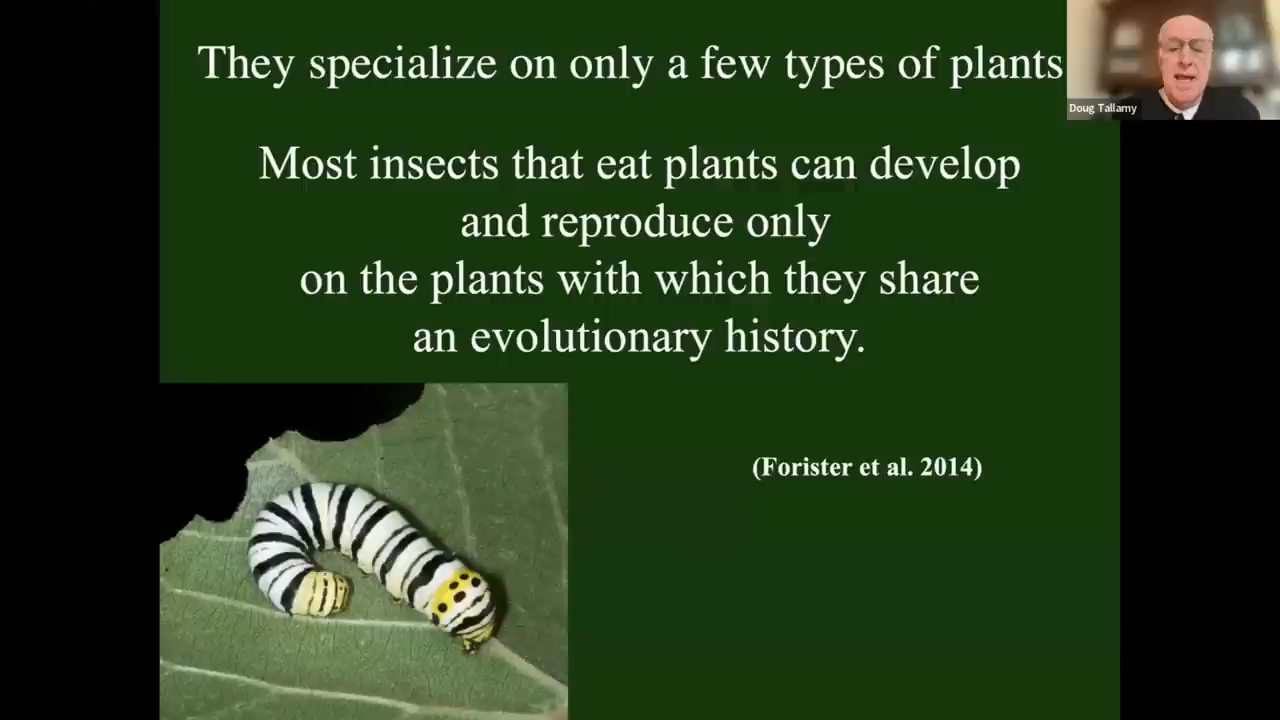 They specialize on only a few types of plants
Doug Tallamy
Most insects that eat plants can develop
and reproduce only
on the plants with which they share
an evolutionary history.
(Forister et al. 2014)